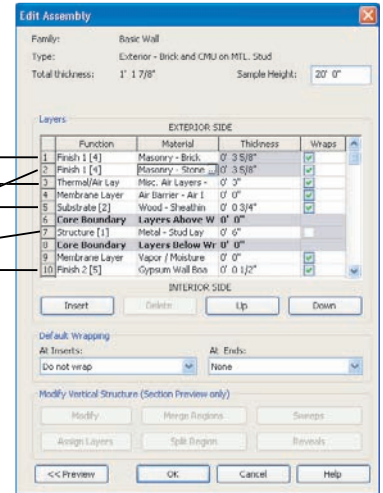 Edit Assembly
Family: Basic Wall
Type: Exterior - Brick and CMU on MTL. Stud
Total thickness: 1' 1 7/8" Sample Height: 20' 0"
Layers
EXTERIOR SIDE
Function Material Thickness Wraps
1 Finish 1 [4] Masonry - Brick 0' 3 5/8"
2 Finish 1 [4] Masonry - Stone ... 0' 3 5/8"
3 Thermal/Air Lay Misc. Air Layers - 0' 3"
4 Membrane Layer Air Barrier - Air I 0' 0"
5 Substrate [2] Wood - Sheathin 0' 0 3/4"
6 Core Boundary Layers Above W 0' 0"
7 Structure [1] Metal - Stud Lay 0' 6"
8 Core Boundary Layers Below Wr 0' 0"
9 Membrane Layer Vapor / Moisture 0' 0"
10 Finish 2 [5] Gypsum Wall Boa 0' 0 1/2"
INTERIOR SIDE
Insert Delete Up Down
Default Wrapping
At Inserts: At Ends:
Do not wrap None
Modify Vertical Structure (Section Preview only)
Modify Merge Regions Sweeps
Assign Layers Split Region Reveals
<< Preview OK Cancel Help